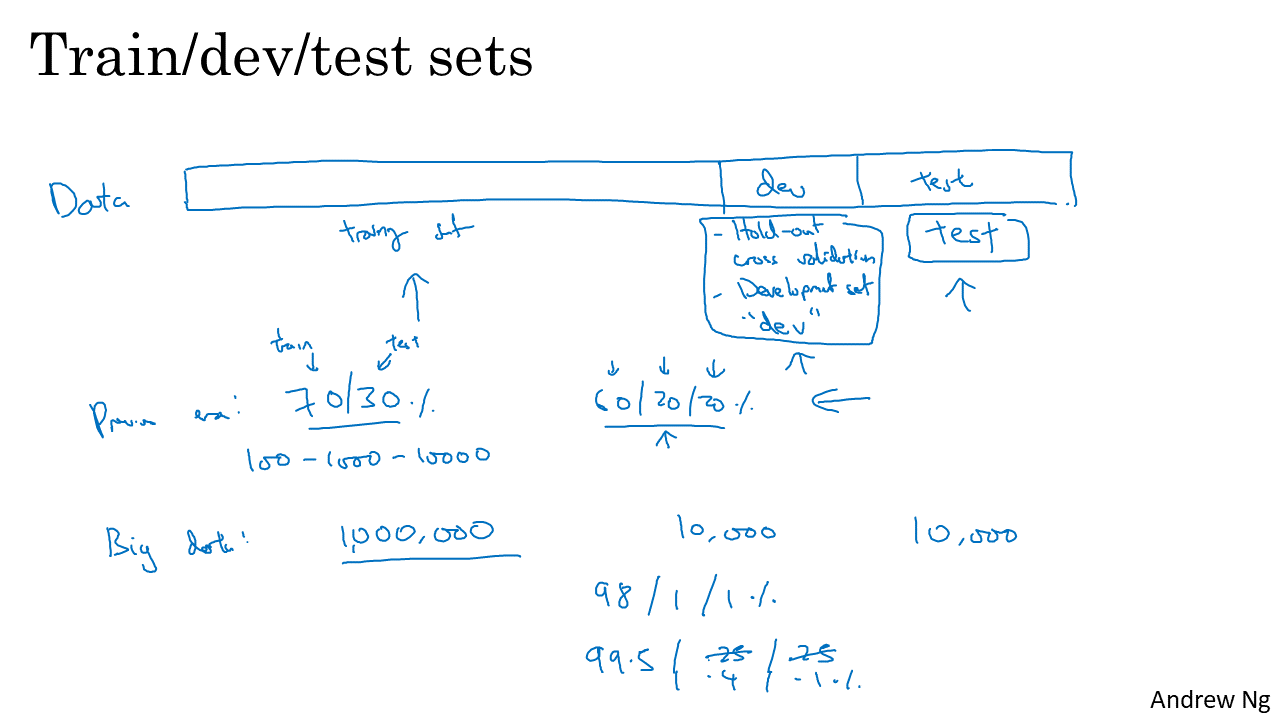 Train/dev/test sets
Data
dev
test
training set
- Hold-out
cross validation
- Development set
"dev"
test
train
test
Previous era:
70/30 %
60/20/20 %
100 - 1000 - 10000
Big data:
1,000,000
10,000
10,000
98 / 1 / 1 %
99.5 / .25 / .25
.4 / .1 %
Andrew Ng